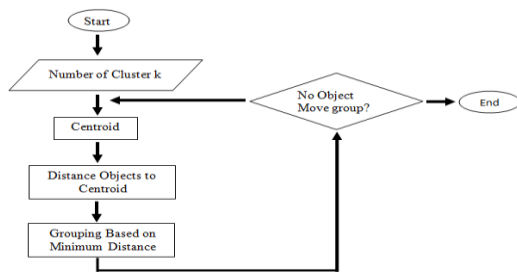 Start
Number of Cluster k
Centroid
Distance Objects to
Centroid
Grouping Based on
Minimum Distance
No Object
Move group?
End